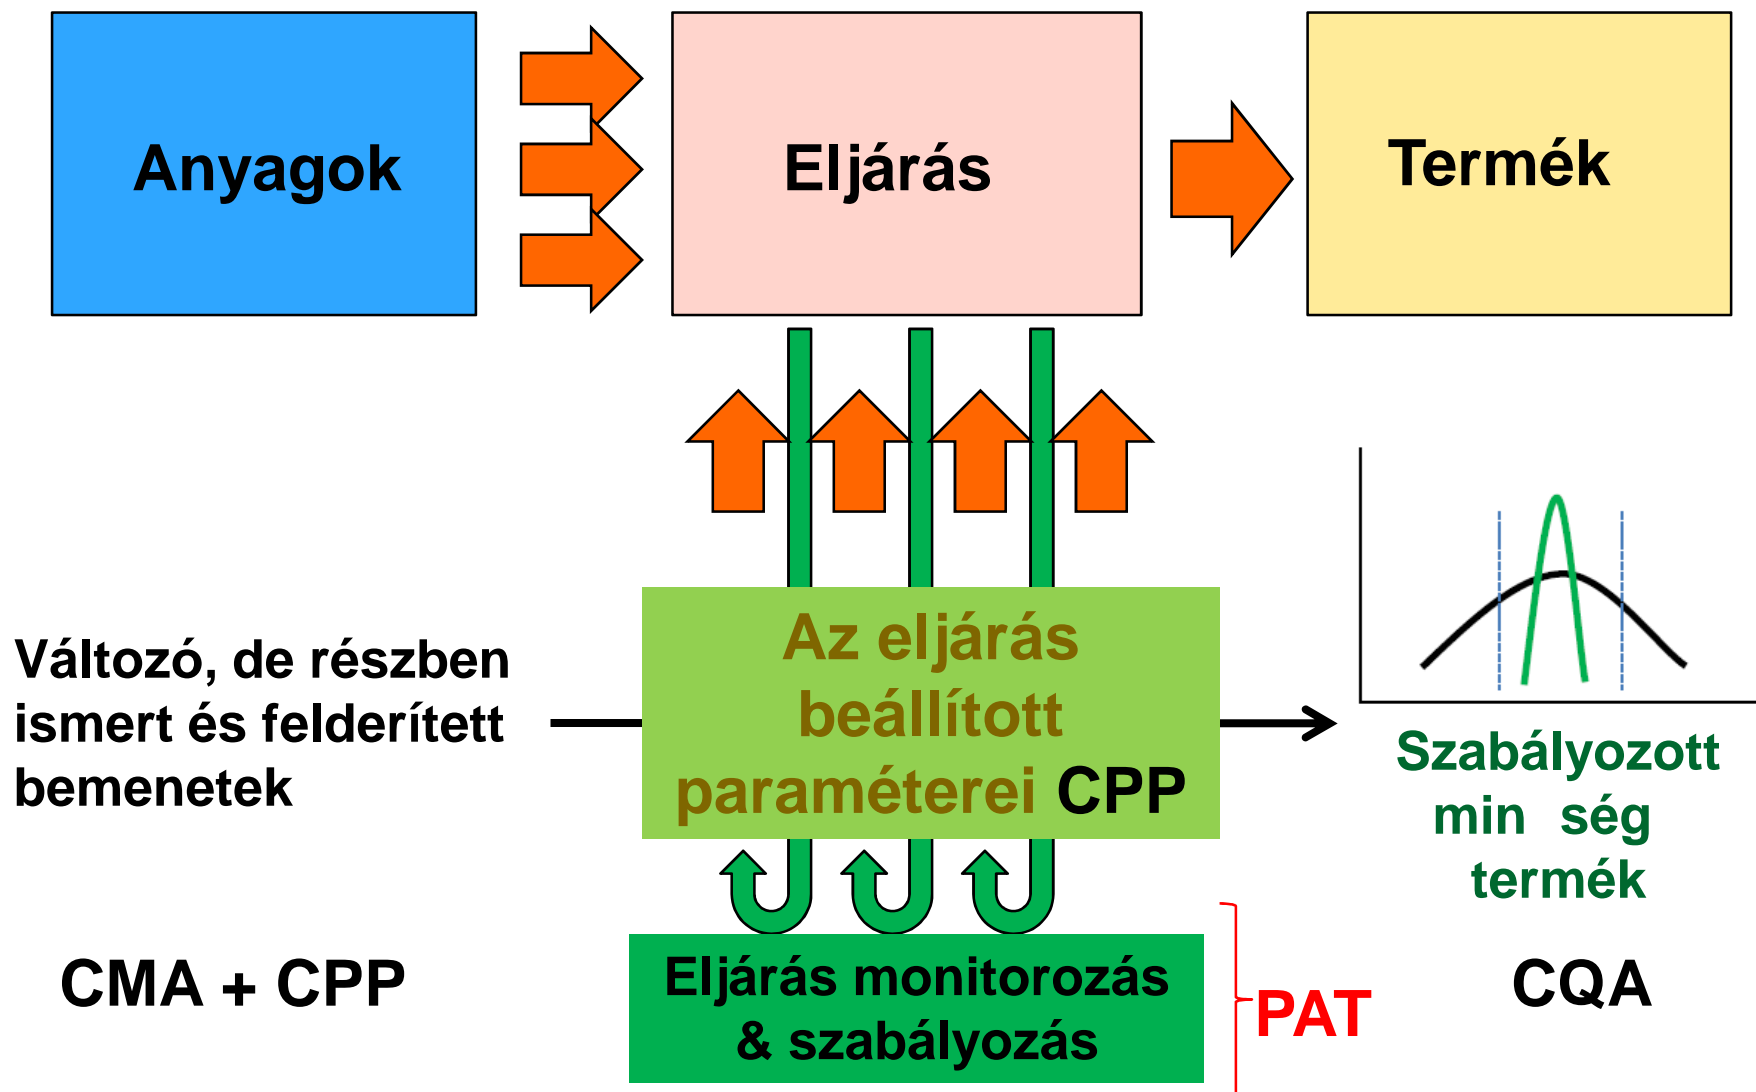 Anyagok
Eljárás
Termék
Változó, de részben
ismert és felderített
bemenetek
Az eljárás
beállított
paraméterei CPP
Szabályozott
min ség
termék
CMA + CPP
Eljárás monitorozás
& szabályozás
PAT
CQA